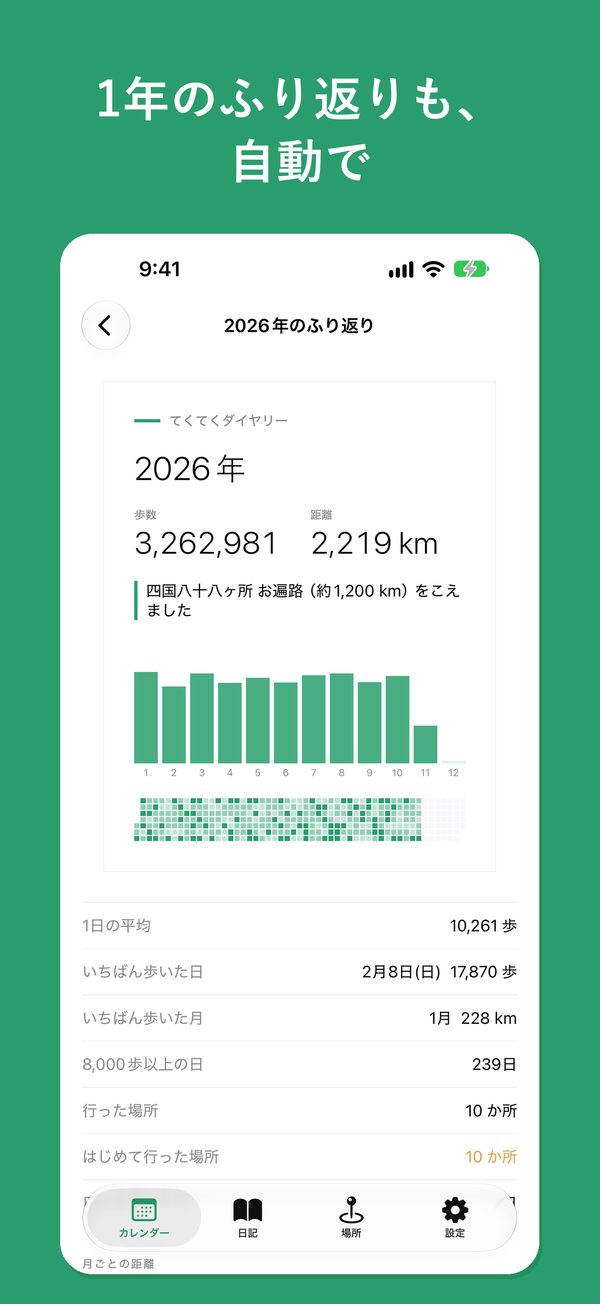 1年のふり返りも、
自動で
9:41
2026年のふり返り
てくてくダイヤリー
2026年
歩数 距離
3,262,981 2,219 km
四国八十八ヶ所 お遍路（約1,200 km）をこえ
ました
1 2 3 4 5 6 7 8 9 10 11 12
1日の平均 10,261 歩
いちばん歩いた日 2月8日(日) 17,870 歩
いちばん歩いた月 1月 228 km
8,000歩以上の日 239日
行った場所 10 か所
はじめて行った場所 10 か所
カレンダー 日記 場所 設定
月ごとの距離